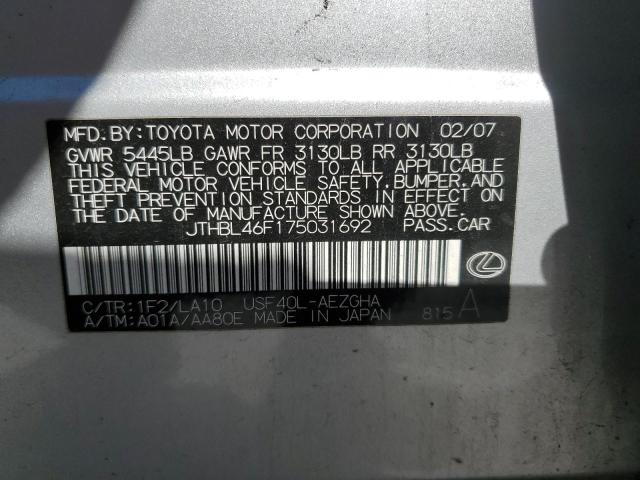 MFD.BY:TOYOTA MOTOR CORPORATION 02/07
GVWR 5445LB GAWR FR 3130LB RR 3130LB
THIS VEHICLE CONFORMS TO ALL APPLICABLE
FEDERAL MOTOR VEHICLE SAFETY,BUMPER,AND
THEFT PREVENTION STANDARDS IN EFFECT ON
THE DATE OF MANUFACTURE SHOWN ABOVE.
JTHBL46F175031692 PASS.CAR
C/TR:1F2/LA10 USF40L-AEZGHA
A/TM:A01A/AA80E MADE IN JAPAN 815 A